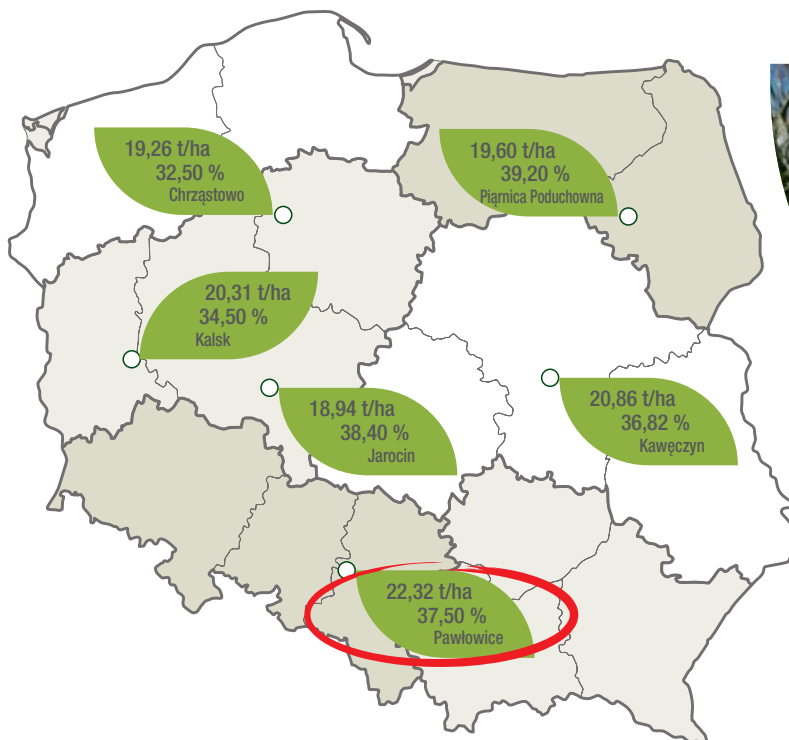 19,26 t/ha
32,50 %
Chrząstowo
19,60 t/ha
39,20 %
Piąrnica Poduchowna
20,31 t/ha
34,50 %
Kalsk
18,94 t/ha
38,40 %
Jarocin
20,86 t/ha
36,82 %
Kawęczyn
22,32 t/ha
37,50 %
Pawłowice